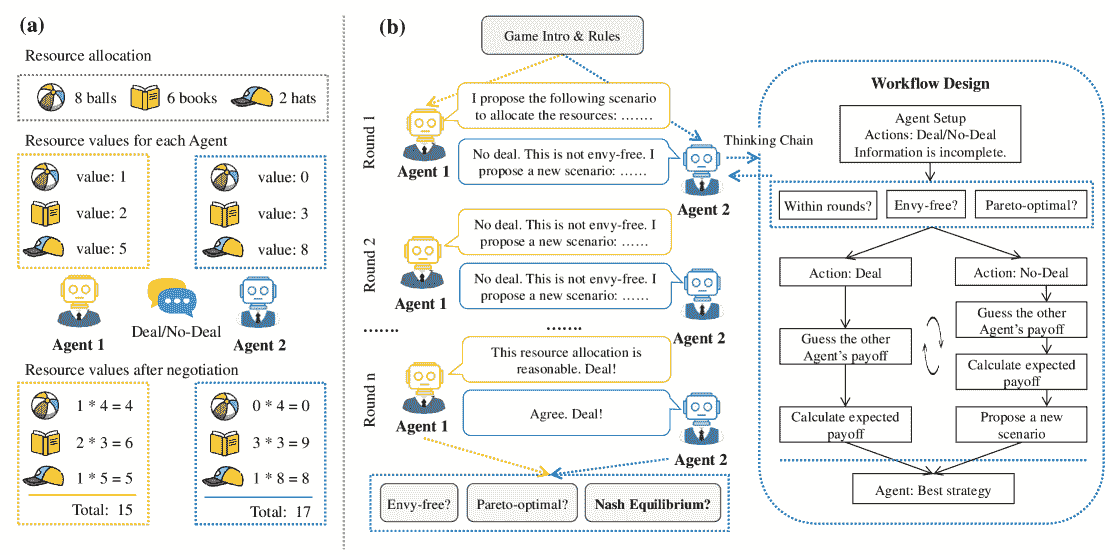 (a)
Resource allocation
8 balls
6 books
2 hats
Resource values for each Agent
value: 1
value: 2
value: 5
value: 0
value: 3
value: 8
Agent 1
Deal/No-Deal
Agent 2
Resource values after negotiation
1 * 4 = 4
2 * 3 = 6
1 * 5 = 5
Total: 15
0 * 4 = 0
3 * 3 = 9
1 * 8 = 8
Total: 17
(b)
Game Intro & Rules
Round 1
I propose the following scenario
to allocate the resources: …….
Agent 1
No deal. This is not envy-free. I
propose a new scenario: ……
Agent 2
Round 2
No deal. This is not envy-free. I
propose a new scenario: ……
Agent 1
No deal. This is not envy-free. I
propose a new scenario: ……
Agent 2
…….
…….
Round n
This resource allocation is
reasonable. Deal!
Agent 1
Agree. Deal!
Agent 2
Envy-free?
Pareto-optimal?
Nash Equilibrium?
Thinking Chain
Workflow Design
Agent Setup
Actions: Deal/No-Deal
Information is incomplete.
Within rounds?
Envy-free?
Pareto-optimal?
Action: Deal
Guess the other
Agent's payoff
Calculate expected
payoff
Action: No-Deal
Guess the other
Agent's payoff
Calculate expected
payoff
Propose a new
scenario
Agent: Best strategy